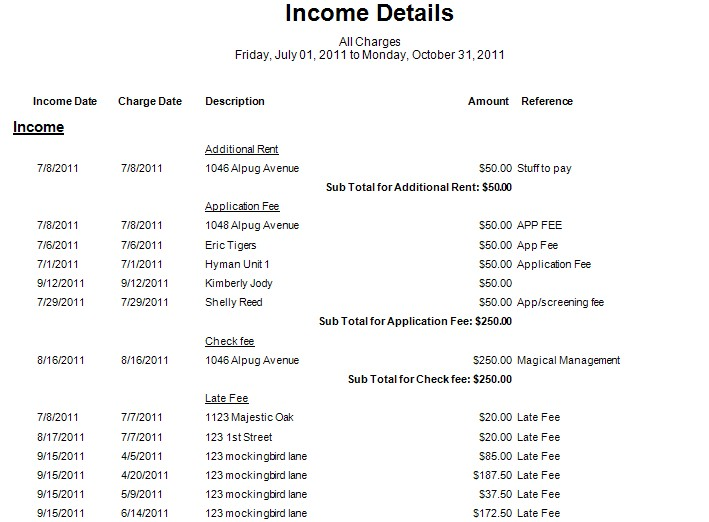 Income Details
All Charges
Friday, July 01, 2011 to Monday, October 31, 2011
Income Date Charge Date Description Amount Reference
Income
Additional Rent
7/8/2011 7/8/2011 1046 Alpug Avenue $50.00 Stuff to pay
Sub Total for Additional Rent: $50.00
Application Fee
7/8/2011 7/8/2011 1048 Alpug Avenue $50.00 APP FEE
7/6/2011 7/6/2011 Eric Tigers $50.00 App Fee
7/1/2011 7/1/2011 Hyman Unit 1 $50.00 Application Fee
9/12/2011 9/12/2011 Kimberly Jody $50.00
7/29/2011 7/29/2011 Shelly Reed $50.00 App/screening fee
Sub Total for Application Fee: $250.00
Check fee
8/16/2011 8/16/2011 1046 Alpug Avenue $250.00 Magical Management
Sub Total for Check fee: $250.00
Late Fee
7/8/2011 7/7/2011 1123 Majestic Oak $20.00 Late Fee
8/17/2011 7/7/2011 123 1st Street $20.00 Late Fee
9/15/2011 4/5/2011 123 mockingbird lane $85.00 Late Fee
9/15/2011 4/20/2011 123 mockingbird lane $187.50 Late Fee
9/15/2011 5/9/2011 123 mockingbird lane $37.50 Late Fee
9/15/2011 6/14/2011 123 mockingbird lane $172.50 Late Fee